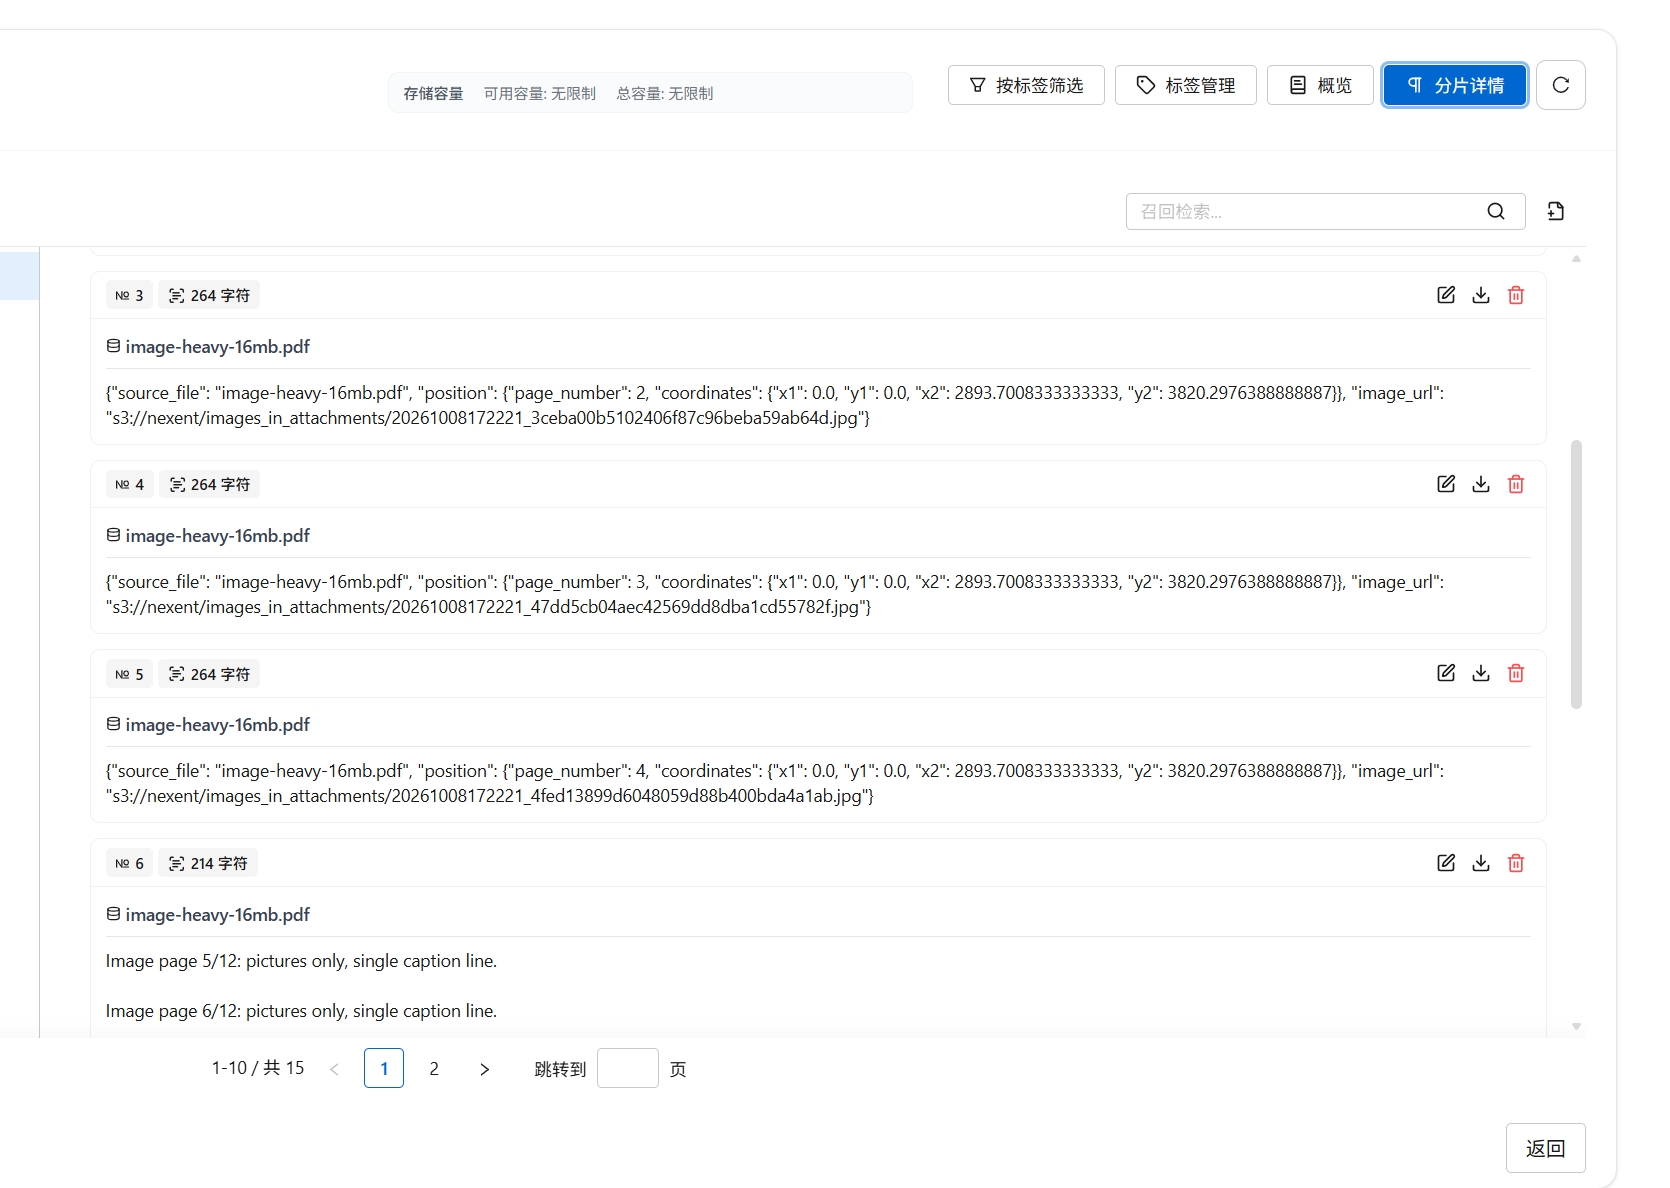 存储容量 可用容量: 无限制 总容量: 无限制
按标签筛选 标签管理 概览 分片详情
召回检索...
№ 3 264 字符
image-heavy-16mb.pdf
{"source_file": "image-heavy-16mb.pdf", "position": {"page_number": 2, "coordinates": {"x1": 0.0, "y1": 0.0, "x2": 2893.7008333333333, "y2": 3820.2976388888887}}, "image_url":
"s3://nexent/images_in_attachments/20261008172221_3ceba00b5102406f87c96beba59ab64d.jpg"}
№ 4 264 字符
image-heavy-16mb.pdf
{"source_file": "image-heavy-16mb.pdf", "position": {"page_number": 3, "coordinates": {"x1": 0.0, "y1": 0.0, "x2": 2893.7008333333333, "y2": 3820.2976388888887}}, "image_url":
"s3://nexent/images_in_attachments/20261008172221_47dd5cb04aec42569dd8dba1cd55782f.jpg"}
№ 5 264 字符
image-heavy-16mb.pdf
{"source_file": "image-heavy-16mb.pdf", "position": {"page_number": 4, "coordinates": {"x1": 0.0, "y1": 0.0, "x2": 2893.7008333333333, "y2": 3820.2976388888887}}, "image_url":
"s3://nexent/images_in_attachments/20261008172221_4fed13899d6048059d88b400bda4a1ab.jpg"}
№ 6 214 字符
image-heavy-16mb.pdf
Image page 5/12: pictures only, single caption line.
Image page 6/12: pictures only, single caption line.
1-10 / 共 15 < 1 2 > 跳转到 页
返回